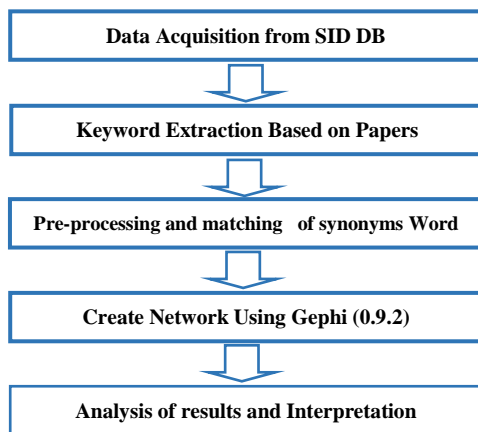 Data Acquisition from SID DB
Keyword Extraction Based on Papers
Pre-processing and matching of synonyms Word
Create Network Using Gephi (0.9.2)
Analysis of results and Interpretation